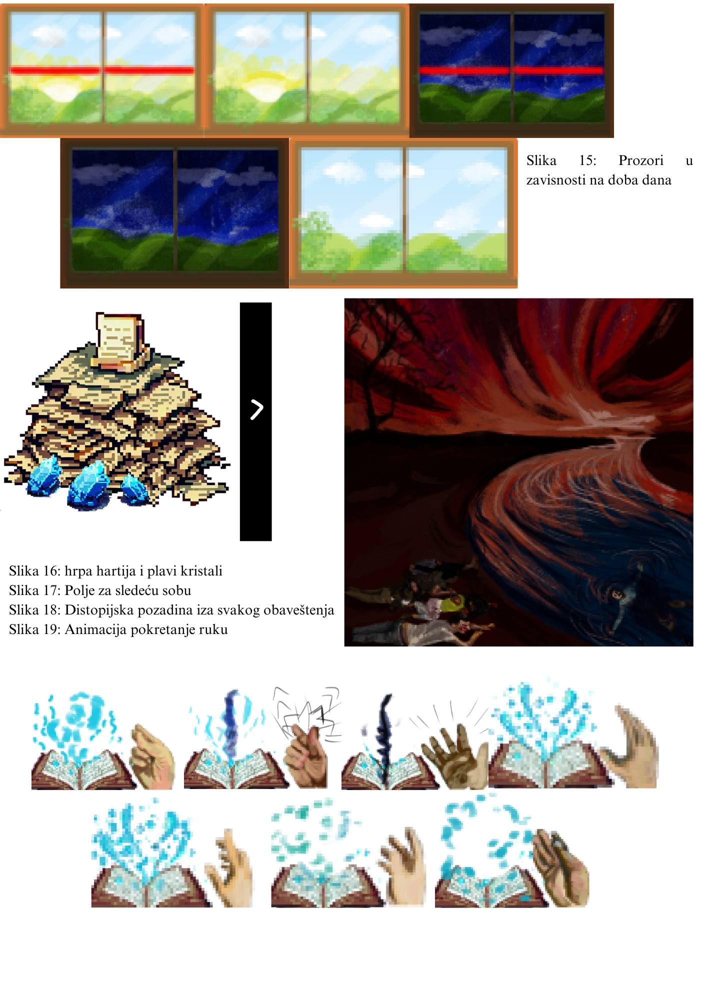 Slika 15: Prozori u
zavisnosti na doba dana
Slika 16: hrpa hartija i plavi kristali
Slika 17: Polje za sledeću sobu
Slika 18: Distopijska pozadina iza svakog obaveštenja
Slika 19: Animacija pokretanje ruku